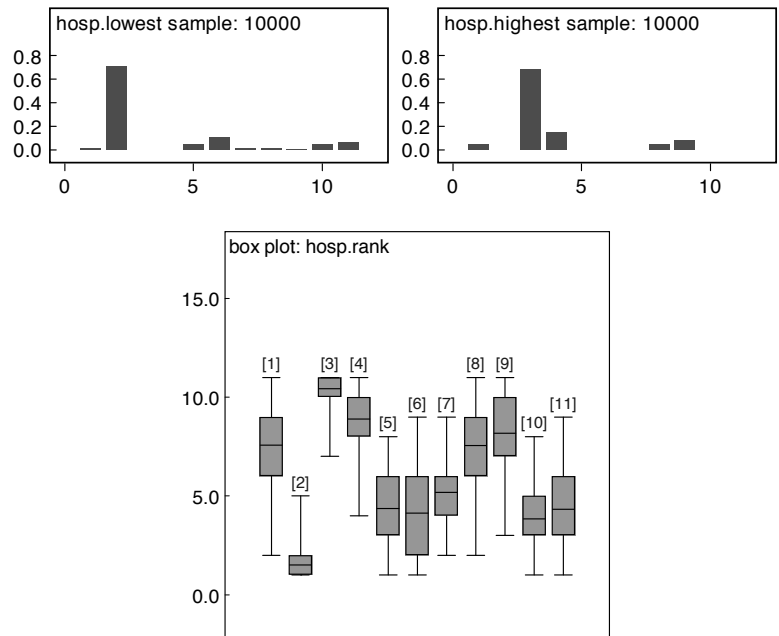 hosp.lowest sample: 10000
0.8
0.6
0.4
0.2
0.0
0 5 10
hosp.highest sample: 10000
0.8
0.6
0.4
0.2
0.0
0 5 10
box plot: hosp.rank
15.0
10.0
5.0
0.0
[1] [2] [3] [4] [5] [6] [7] [8] [9] [10] [11]